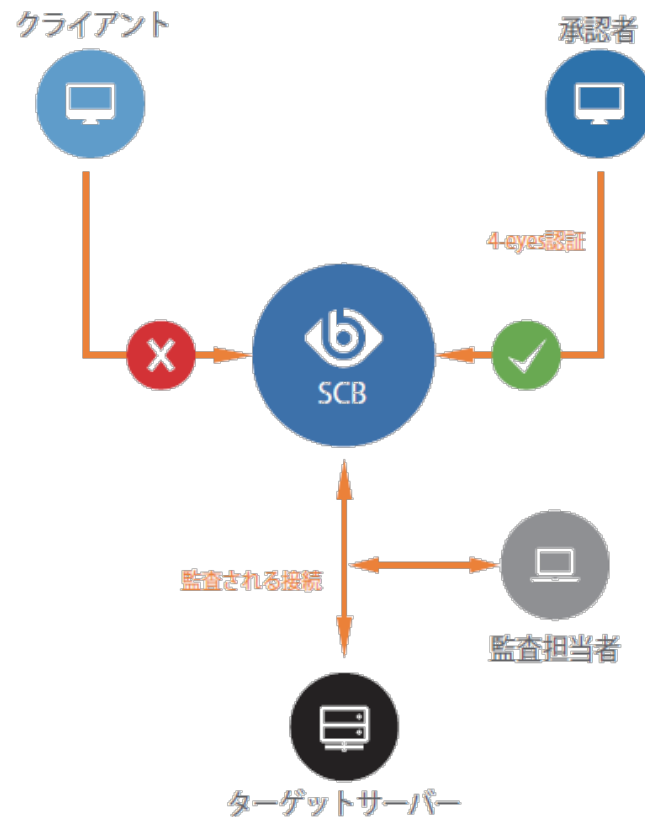 クライアント
承認者
4-eyes認証
SCB
監査される接続
監査担当者
ターゲットサーバー